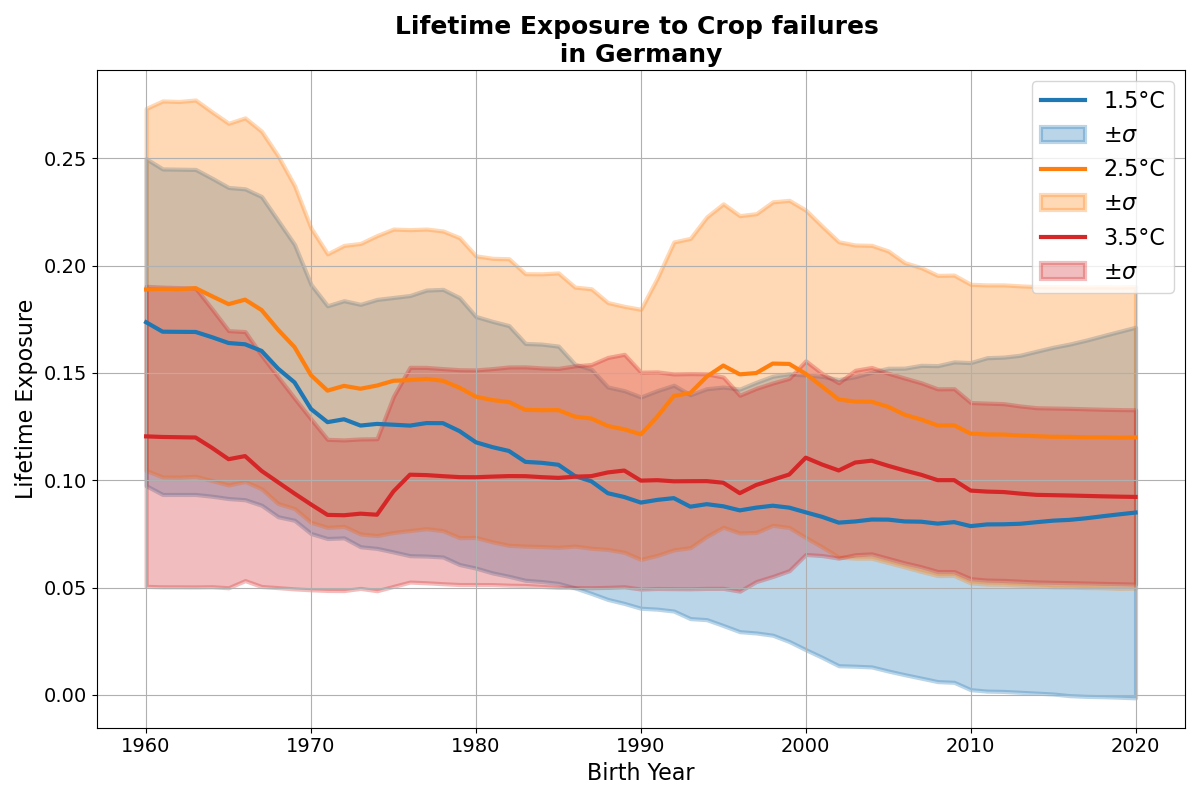 Lifetime Exposure to Crop failures
in Germany
Lifetime Exposure
0.25
0.20
0.15
0.10
0.05
0.00
1.5°C
±σ
2.5°C
±σ
3.5°C
±σ
1960 1970 1980 1990 2000 2010 2020
Birth Year